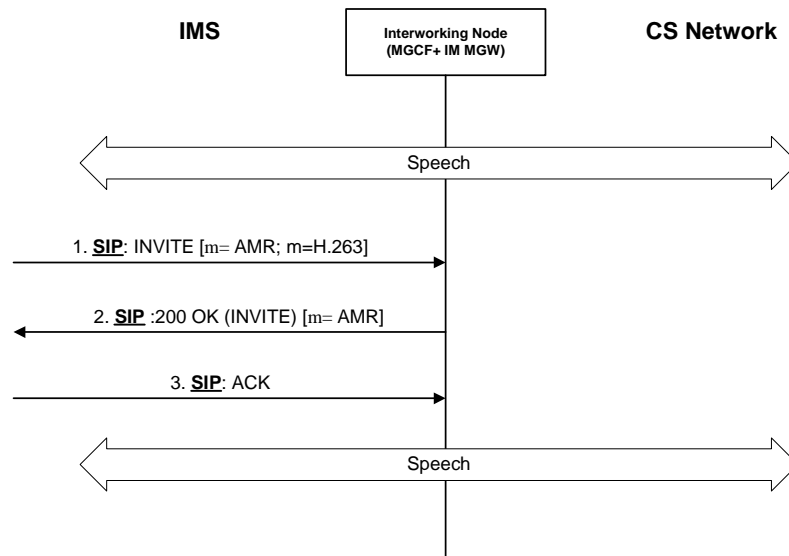 IMS
Interworking Node
(MGCF+ IM MGW)
CS Network
Speech
1. SIP: INVITE [m= AMR; m=H.263]
2. SIP :200 OK (INVITE) [m= AMR]
3. SIP: ACK
Speech